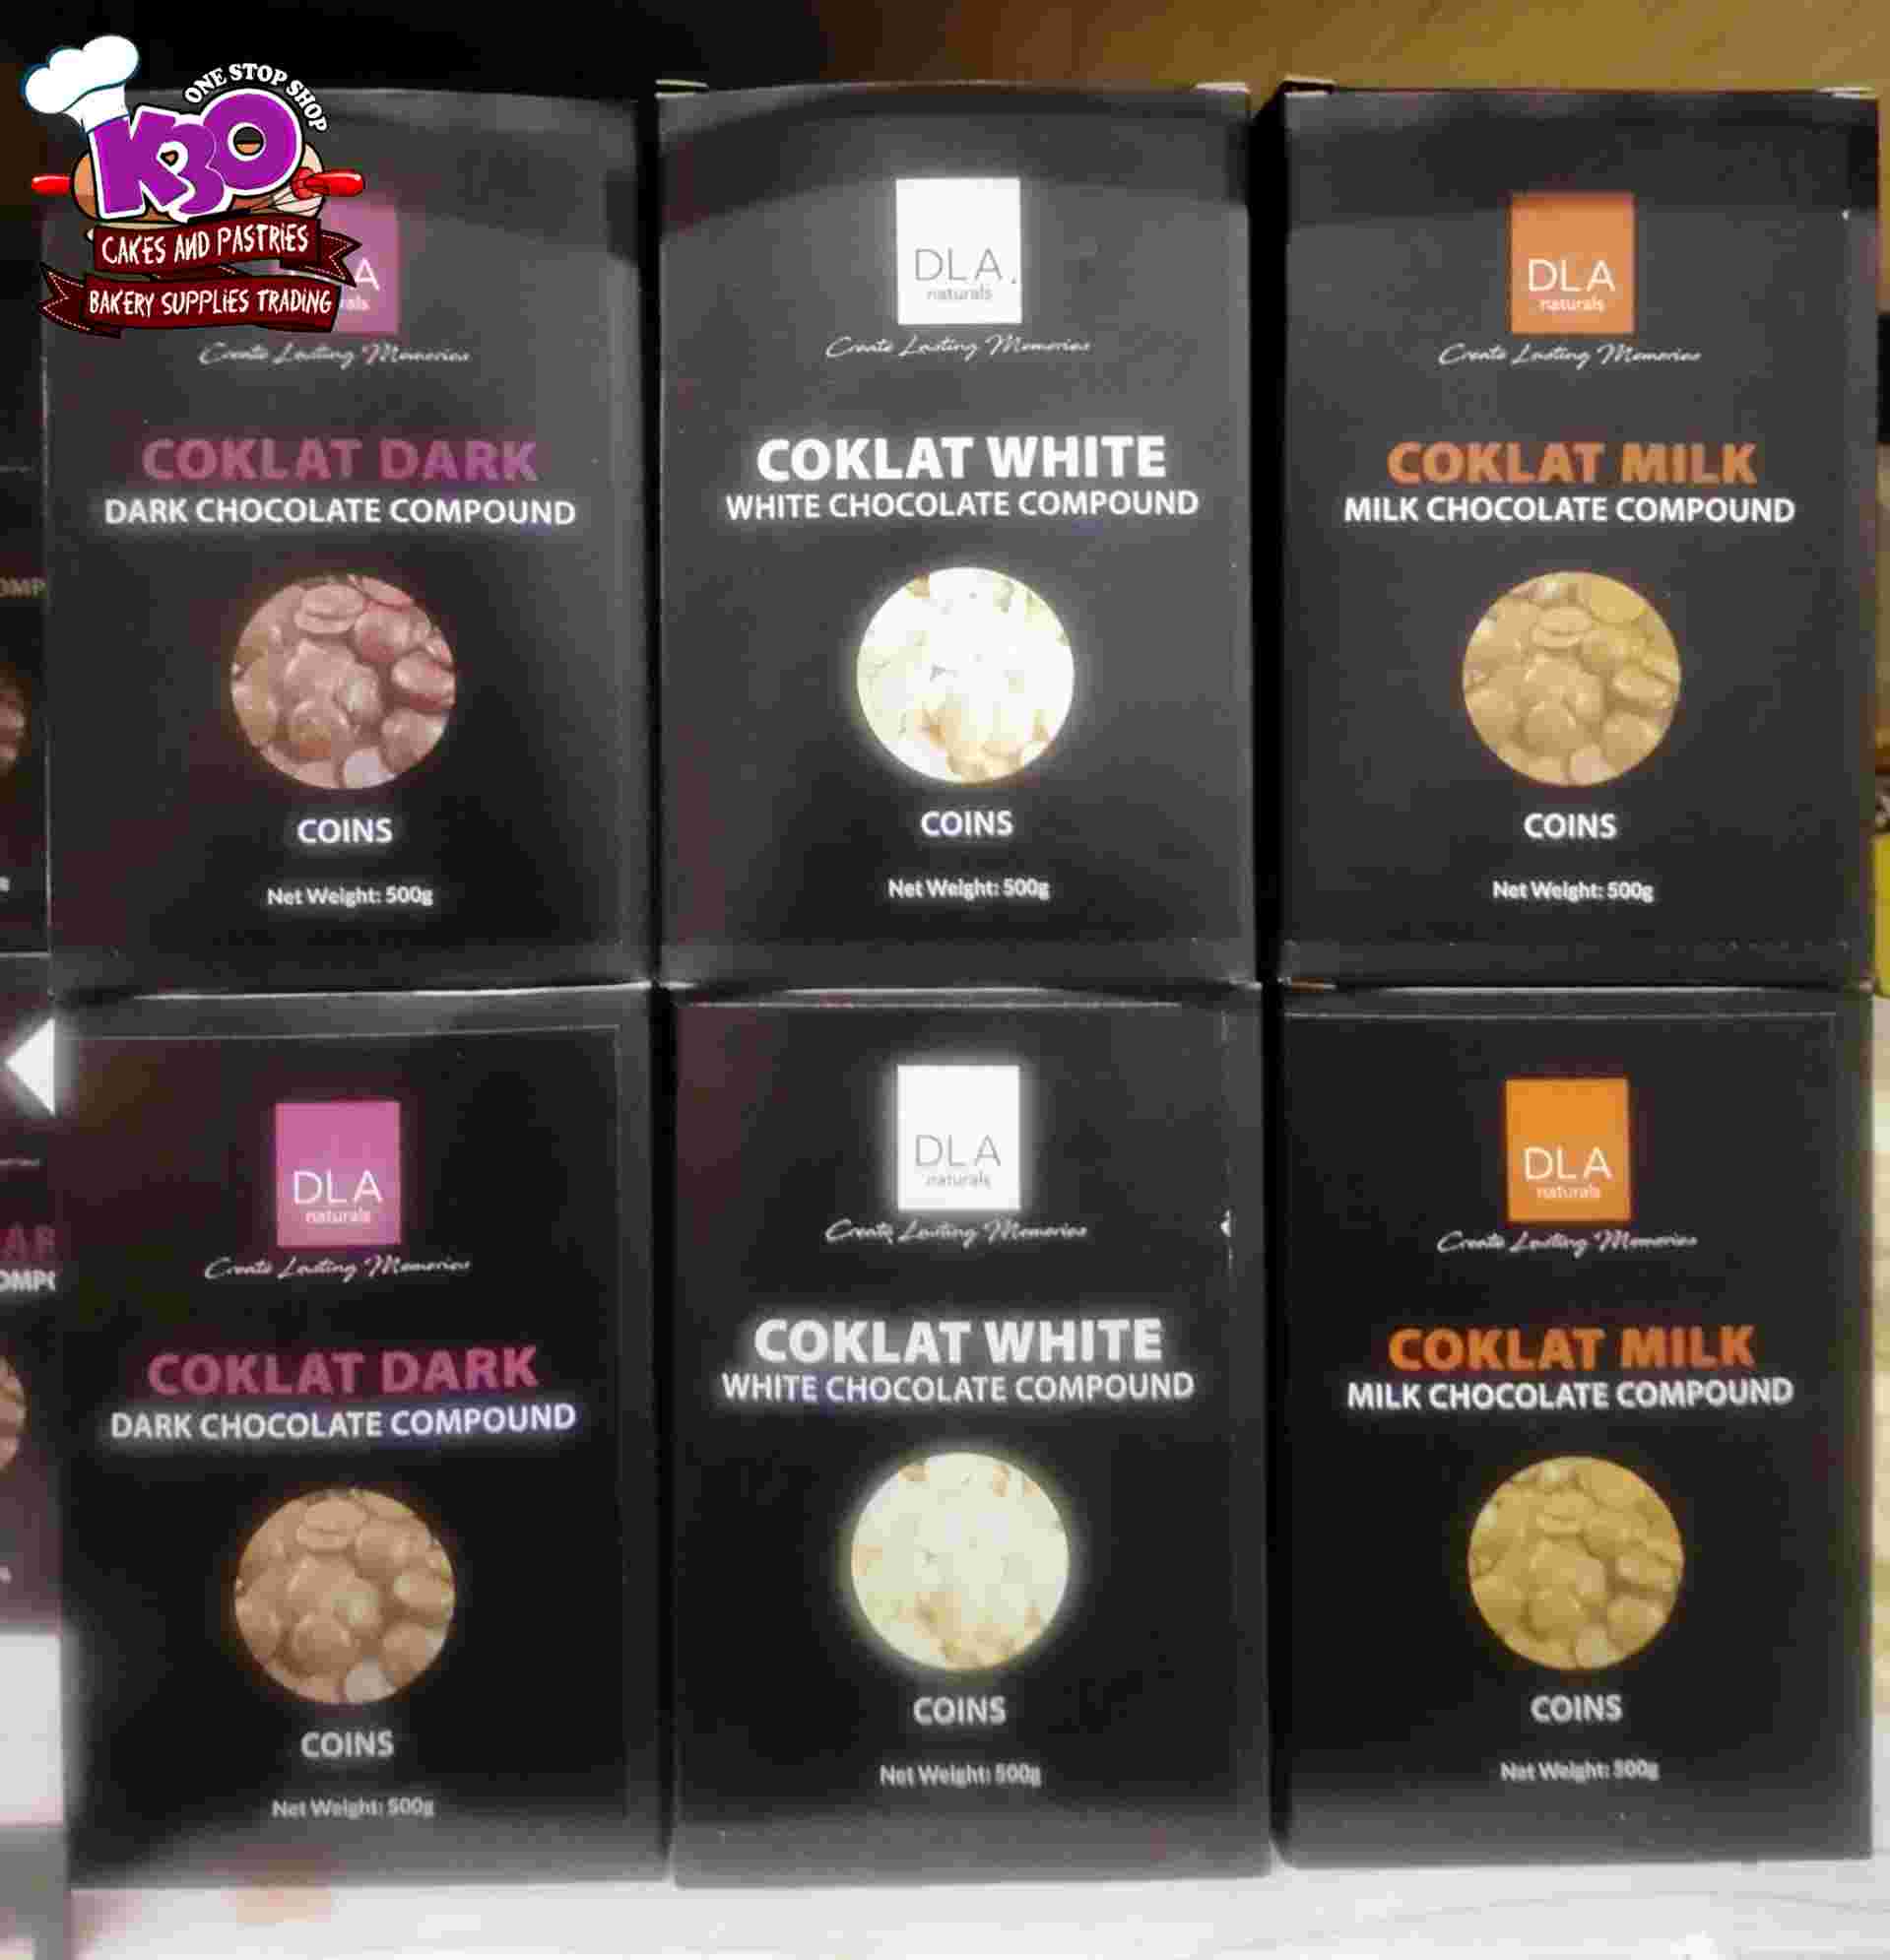 ONE STOP SHOP
K3O
CAKES AND PASTRIES
BAKERY SUPPLIES TRADING
A
Create Lasting Memories
COKLAT DARK
DARK CHOCOLATE COMPOUND
COINS
Net Weight: 500g
DLA
naturals
Create Lasting Memories
COKLAT WHITE
WHITE CHOCOLATE COMPOUND
COINS
Net Weight: 500g
DLA
naturals
Create Lasting Memories
COKLAT MILK
MILK CHOCOLATE COMPOUND
COINS
Net Weight: 500g
DLA
naturals
Create Lasting Memories
COKLAT DARK
DARK CHOCOLATE COMPOUND
COINS
Net Weight: 500g
DLA
naturals
Create Lasting Memories
COKLAT WHITE
WHITE CHOCOLATE COMPOUND
COINS
Net Weight: 500g
DLA
naturals
Create Lasting Memories
COKLAT MILK
MILK CHOCOLATE COMPOUND
COINS
Net Weight: 500g